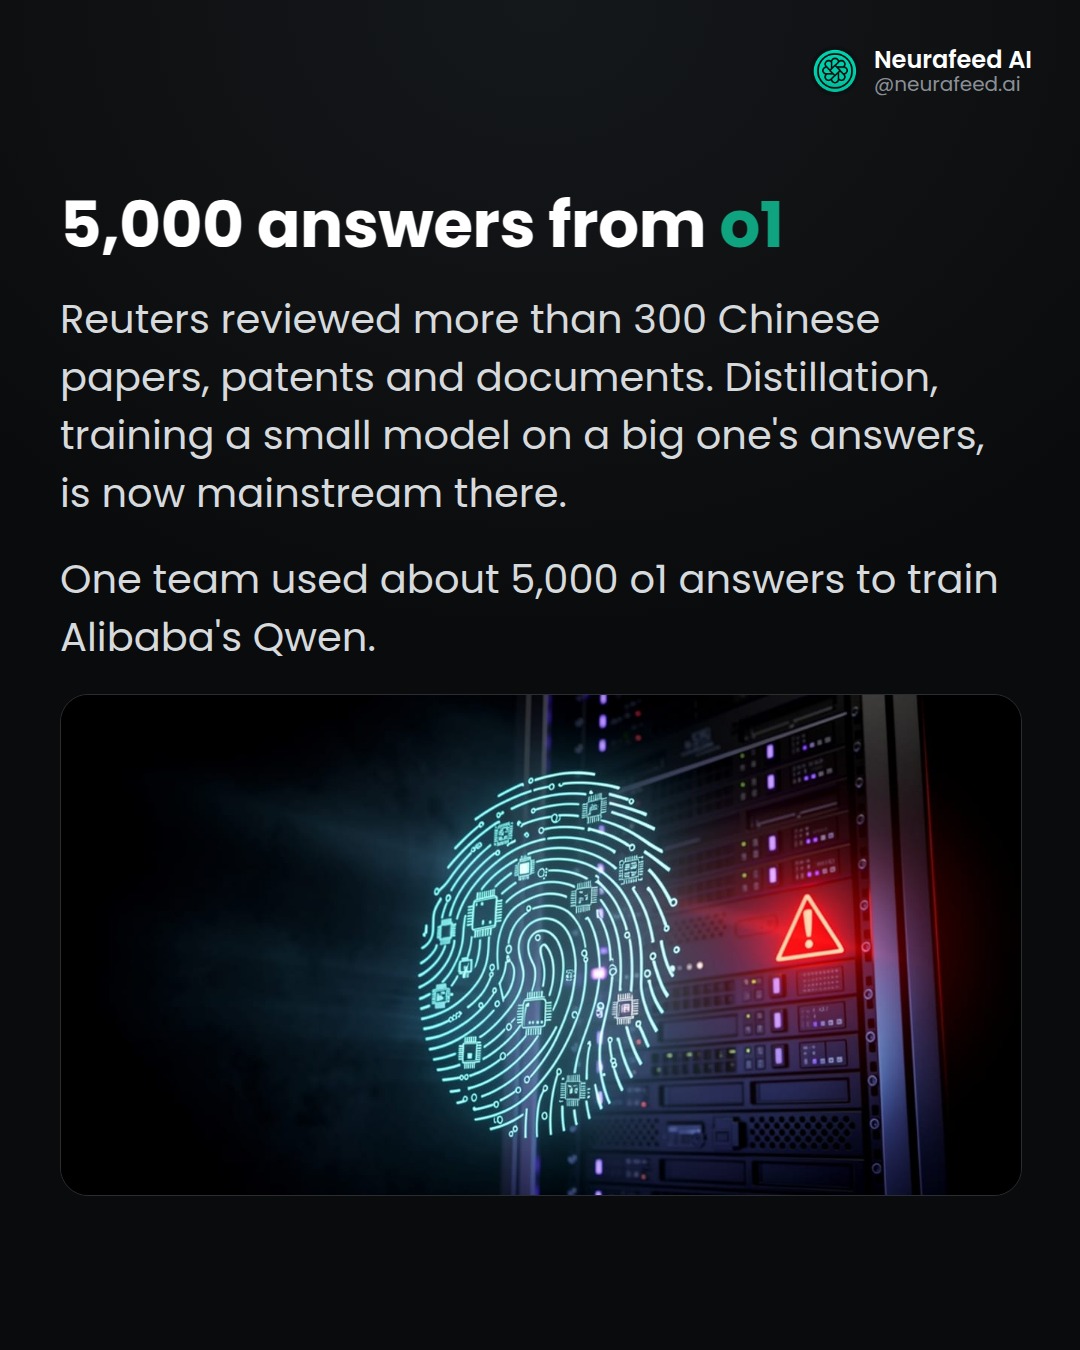 Neurafeed AI
@neurafeed.ai
5,000 answers from o1
Reuters reviewed more than 300 Chinese
papers, patents and documents. Distillation,
training a small model on a big one's answers,
is now mainstream there.
One team used about 5,000 o1 answers to train
Alibaba's Qwen.